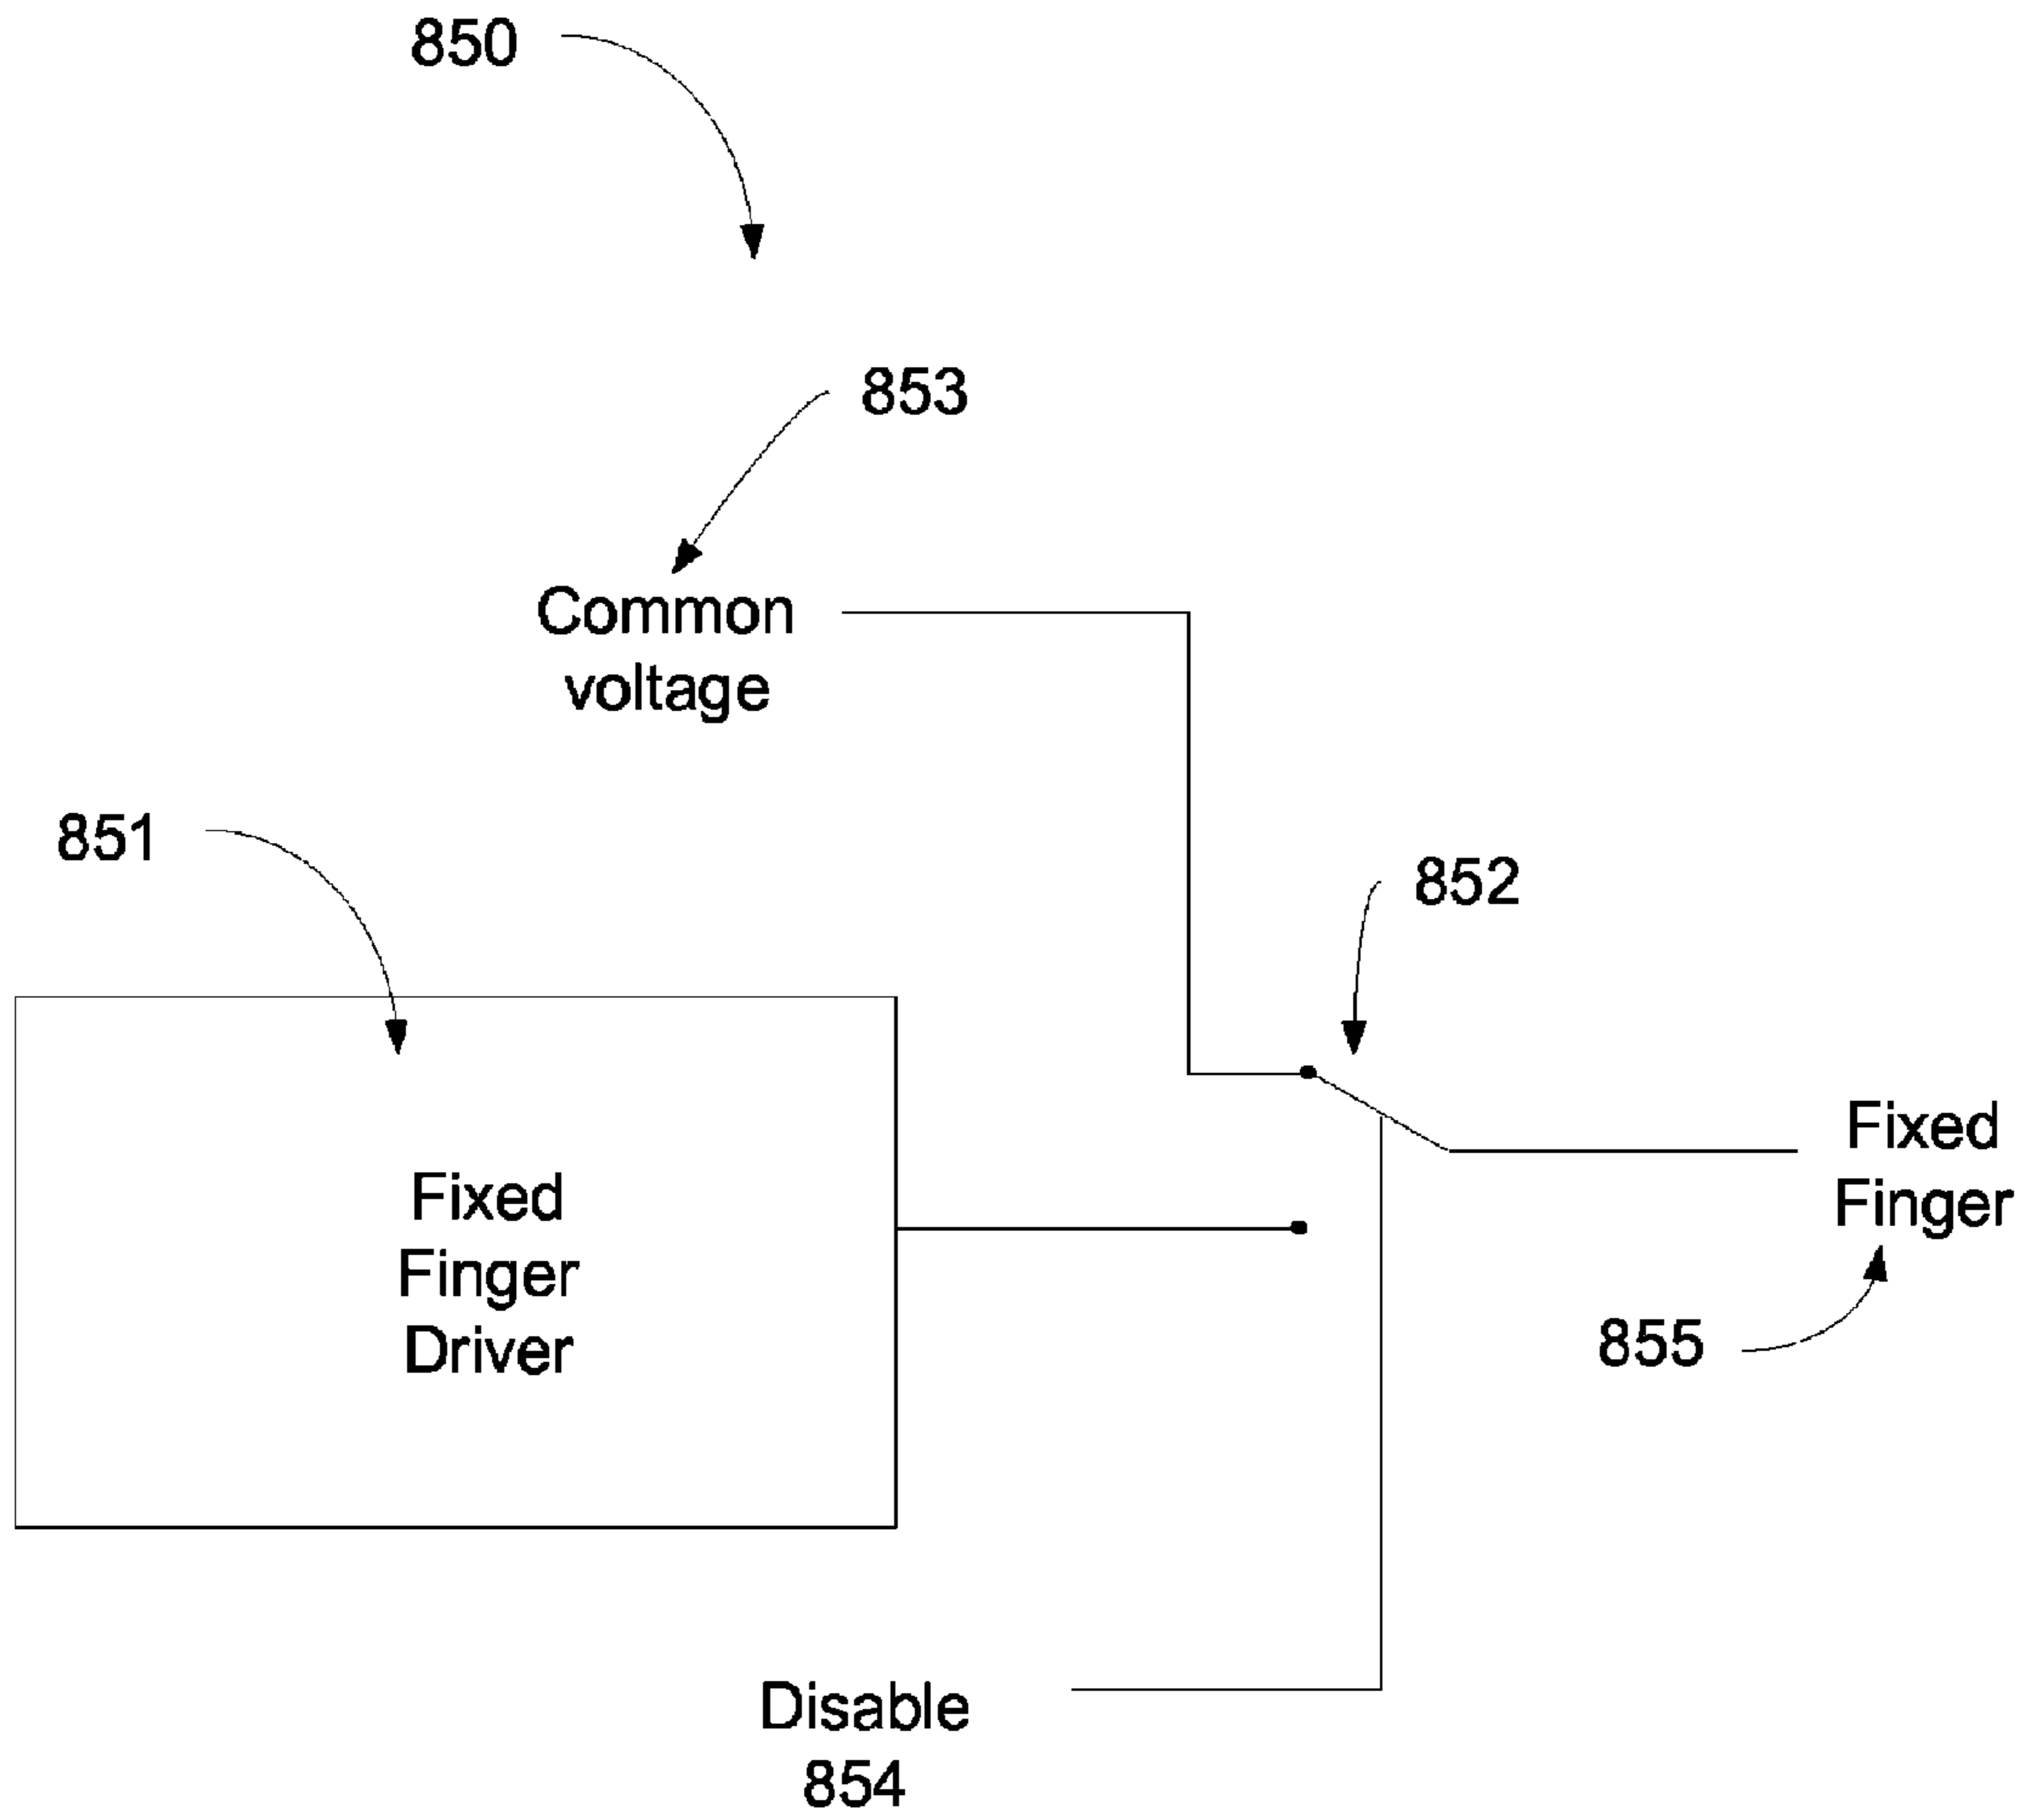 850
853
Common
voltage
851
852
Fixed
Finger
Fixed
Finger
Driver
855
Disable
854